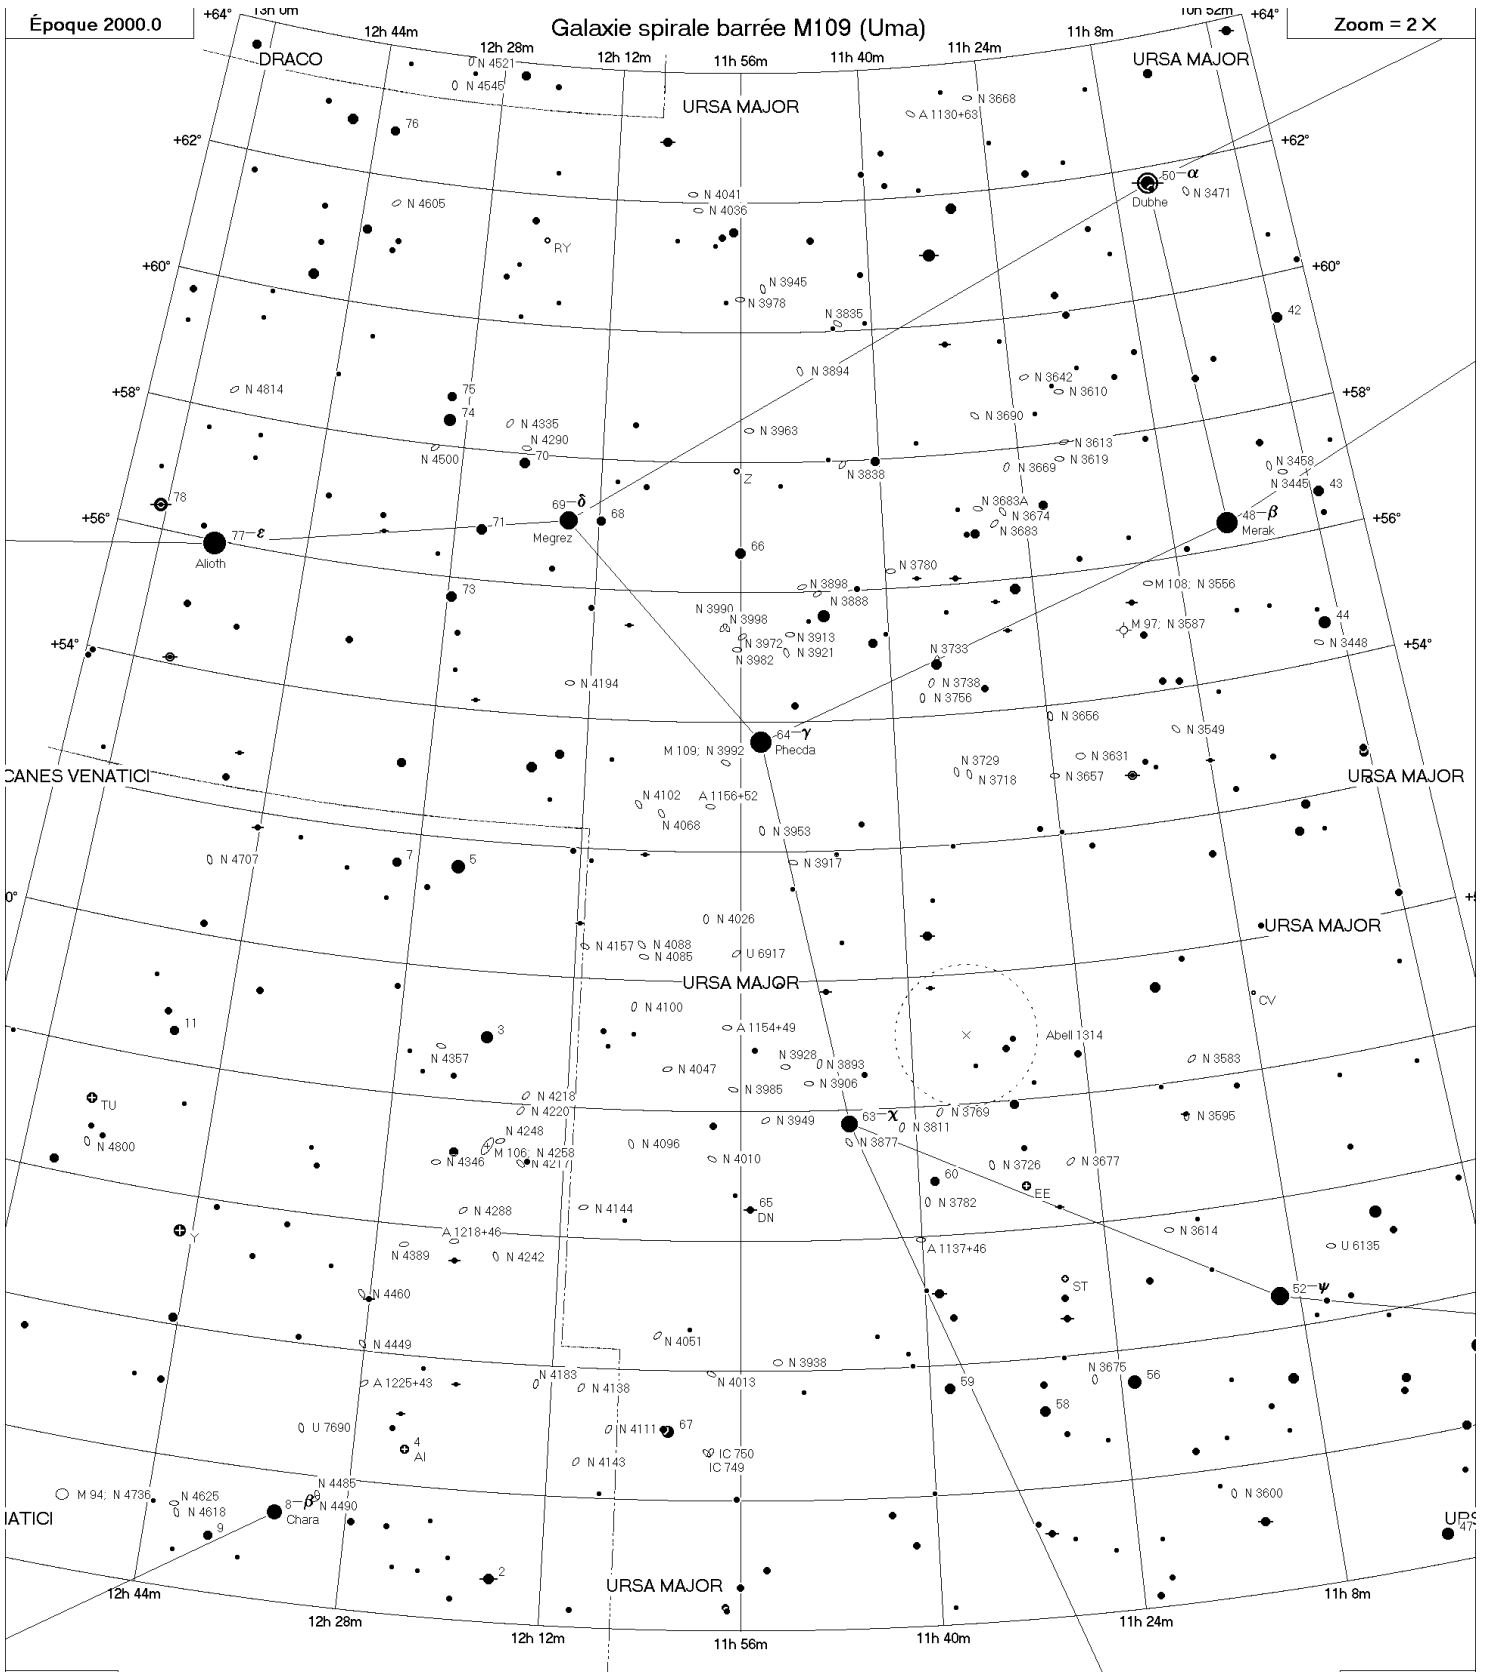 Époque 2000.0
Galaxie spirale barrée M109 (Uma)
Zoom = 2 X
+64°
13h 0m
12h 44m
12h 28m
12h 12m
11h 56m
11h 40m
11h 24m
11h 8m
10h 52m
+64°
DRACO
N 4521
N 4545
URSA MAJOR
N 3668
A 1130+63
URSA MAJOR
76
+62°
+62°
N 4041
N 4036
N 4605
RY
50-α
Dubhe
N 3471
+60°
+60°
N 3945
N 3978
N 3835
42
N 3894
N 3642
N 3610
+58°
+58°
N 4814
75
74
N 4335
N 4290
N 4500
70
N 3963
N 3690
N 3613
N 3619
N 3669
N 3838
Z
N 3458
N 3445
43
78
+56°
+56°
77-ε
Alioth
71
69-δ
Megrez
68
66
N 3683A
N 3674
N 3683
48-β
Merak
N 3780
N 3898
N 3888
M 108; N 3556
73
N 3990
N 3998
N 3972
N 3982
N 3913
N 3921
M 97; N 3587
44
N 3448
+54°
+54°
N 3733
N 3738
N 3756
N 4194
N 3656
N 3549
64-γ
Phecda
M 109; N 3992
N 3729
N 3718
N 3631
N 3657
CANES VENATICI
URSA MAJOR
N 4102
A 1156+52
N 4068
N 3953
N 3917
N 4707
7
5
0°
N 4026
N 4157
N 4088
N 4085
U 6917
URSA MAJOR
URSA MAJOR
CV
N 4100
A 1154+49
Abell 1314
11
3
N 4357
N 4047
N 3928
N 3893
N 3906
N 3985
N 3583
TU
N 4800
N 4218
N 4220
N 4248
M 106; N 4258
N 4217
N 4346
N 4096
N 3949
N 4010
63-χ
N 3877
N 3811
N 3769
N 3595
N 3726
N 3677
60
N 3782
EE
65
DN
N 4288
N 4144
A 1218+46
N 4389
N 4242
Y
A 1137+46
N 3614
U 6135
ST
N 4460
52-ψ
N 4449
N 4051
N 3938
N 4013
A 1225+43
N 4183
N 4138
N 3675
56
59
58
U 7690
4
AI
N 4111
67
N 4143
IC 750
IC 749
M 94; N 4736
N 4625
N 4618
N 4485
N 4490
8-β
Chara
9
2
N 3600
47
IATICI
URS
URSA MAJOR
12h 44m
12h 28m
12h 12m
11h 56m
11h 40m
11h 24m
11h 8m